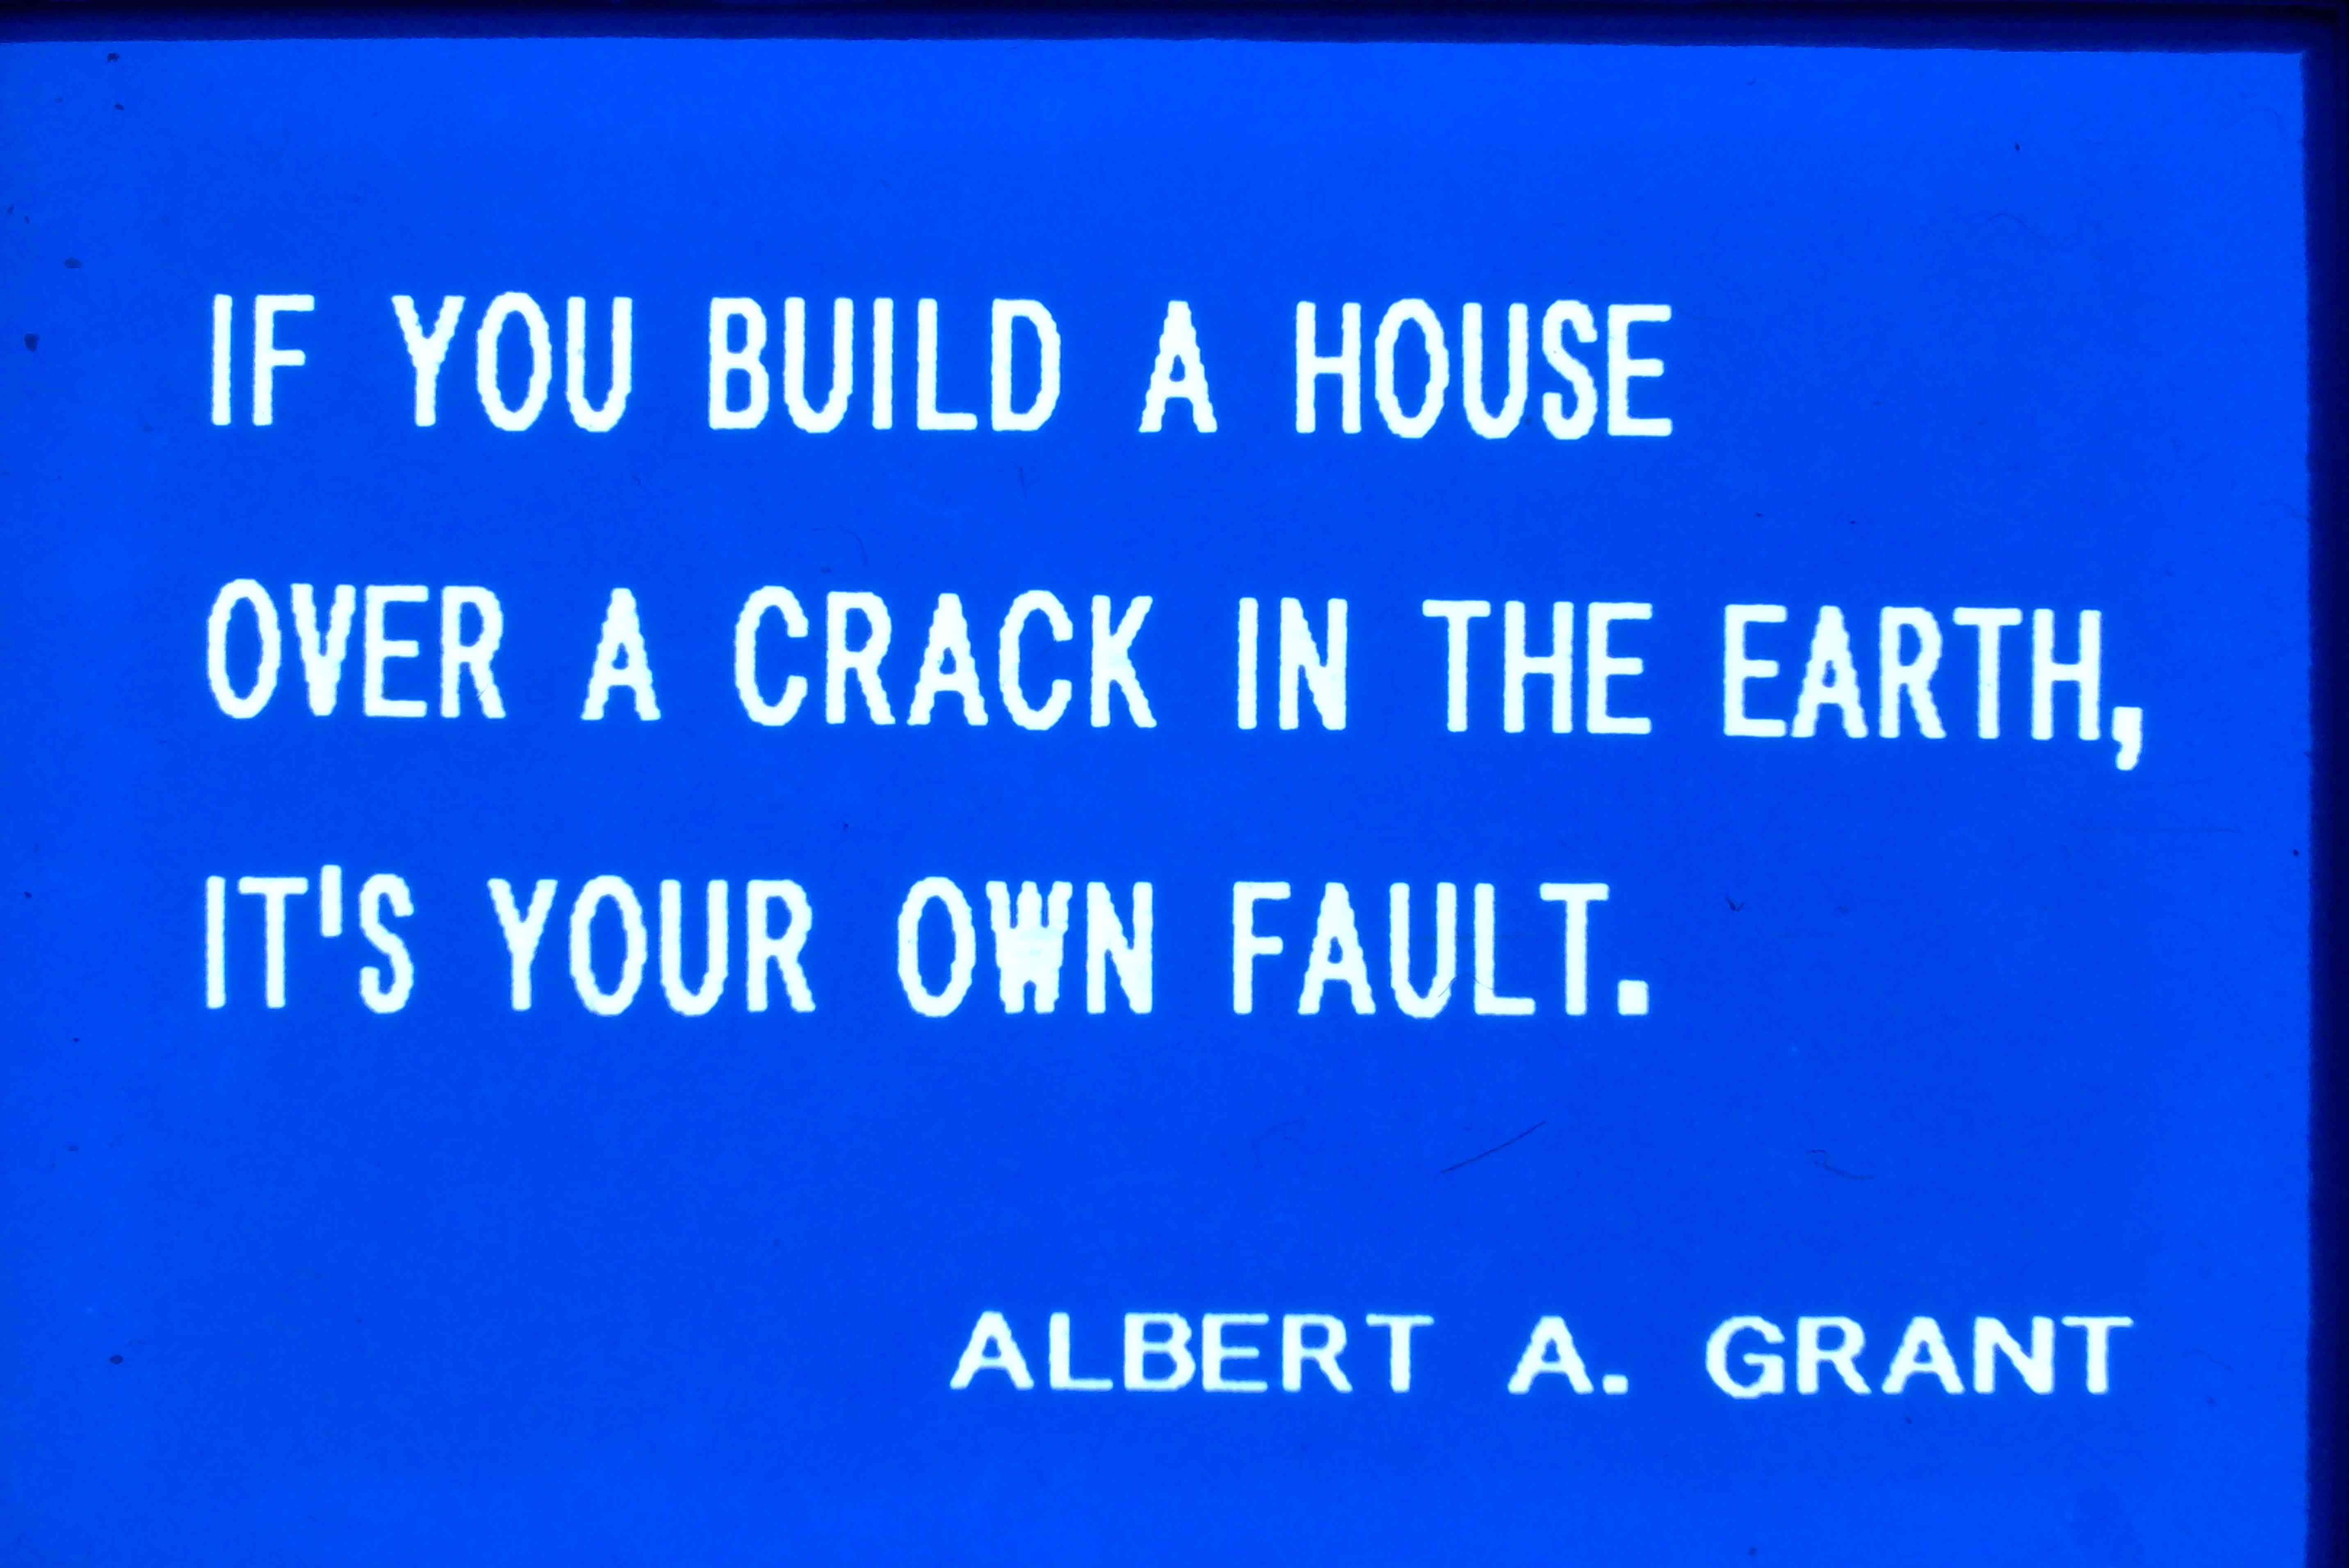 IF YOU BUILD A HOUSE
OVER A CRACK IN THE EARTH,
IT'S YOUR OWN FAULT.
ALBERT A. GRANT